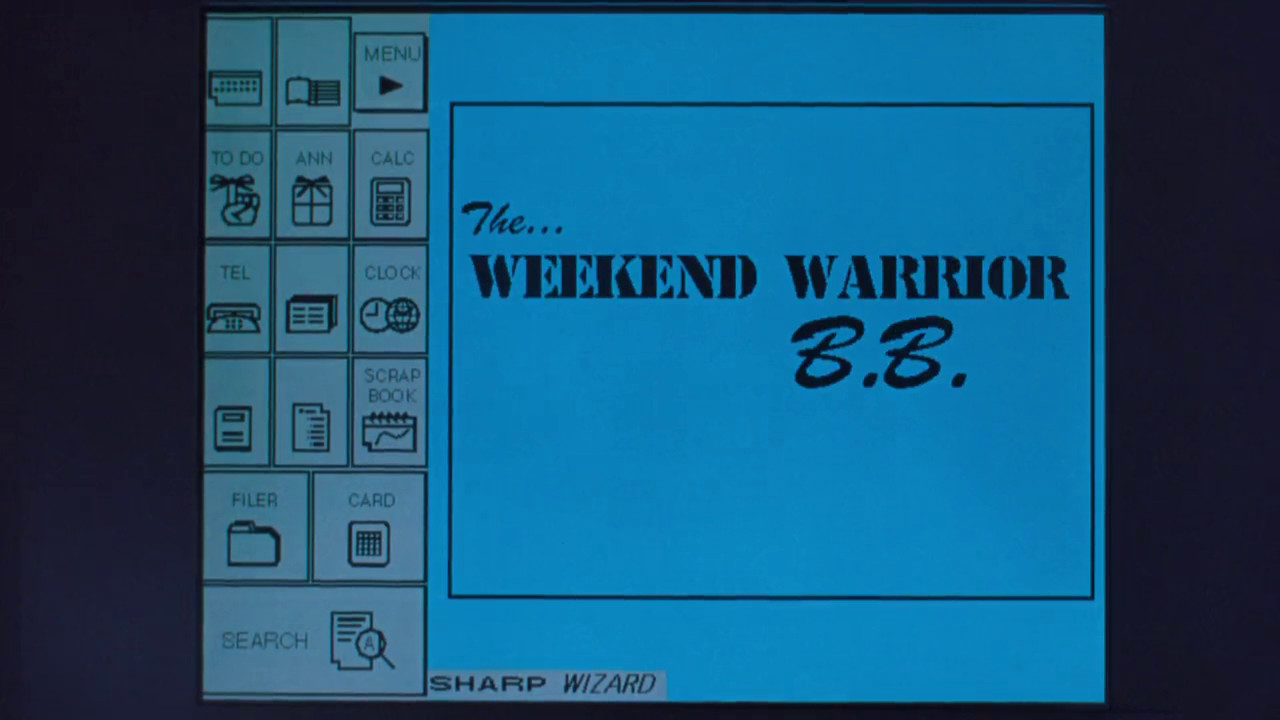 MENU
TO DO
ANN
CALC
TEL
CLOCK
SCRAP
BOOK
FILER
CARD
SEARCH
A
The...
WEEKEND WARRIOR
B.B.
SHARP WIZARD